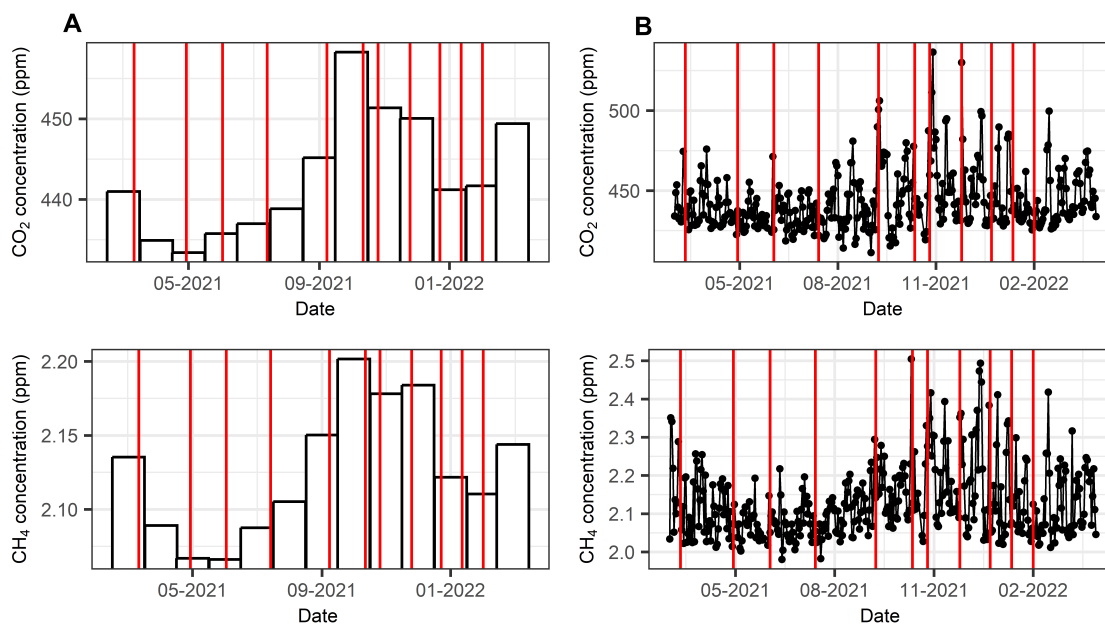 A
CO2 concentration (ppm)
450
440
05-2021 09-2021 01-2022
Date
B
CO2 concentration (ppm)
500
450
05-2021 08-2021 11-2021 02-2022
Date
CH4 concentration (ppm)
2.20
2.15
2.10
05-2021 09-2021 01-2022
Date
CH4 concentration (ppm)
2.5
2.4
2.3
2.2
2.1
2.0
05-2021 08-2021 11-2021 02-2022
Date